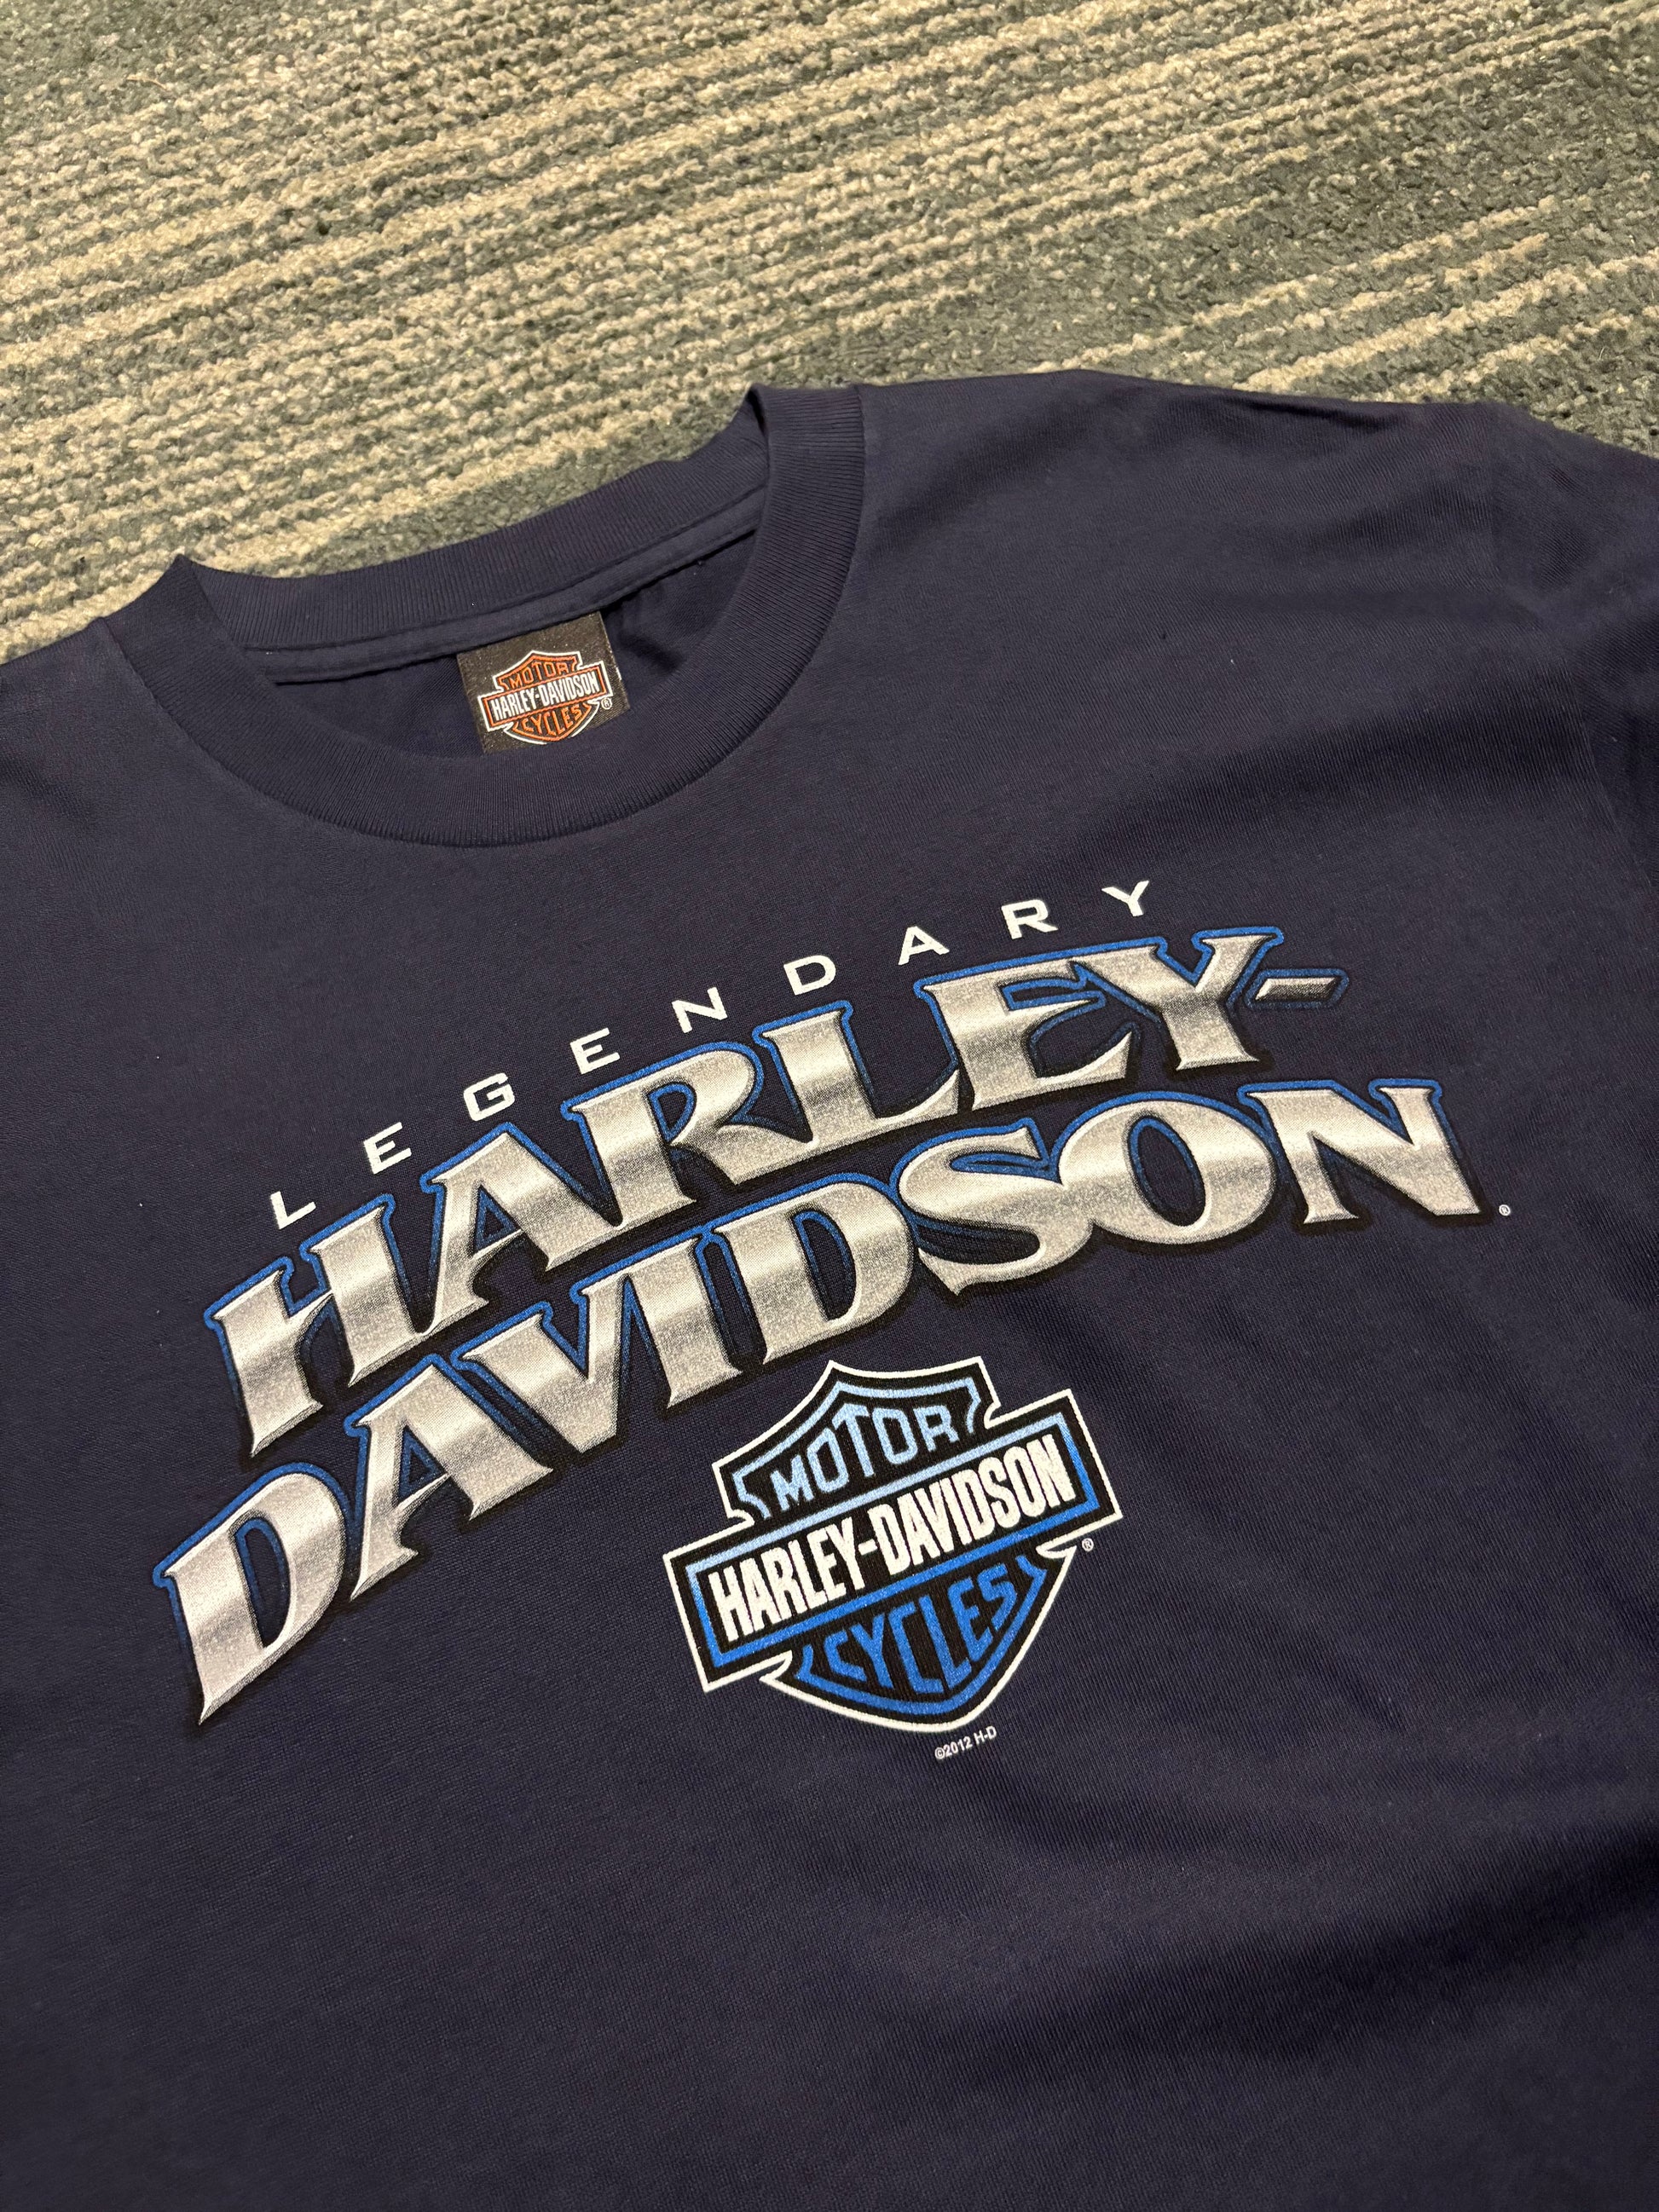 MOTOR
HARLEY-DAVIDSON
CYCLES
®
LEGENDARY
HARLEY-
DAVIDSON
®
MOTOR
HARLEY-DAVIDSON
CYCLES
®
©2012 H-D